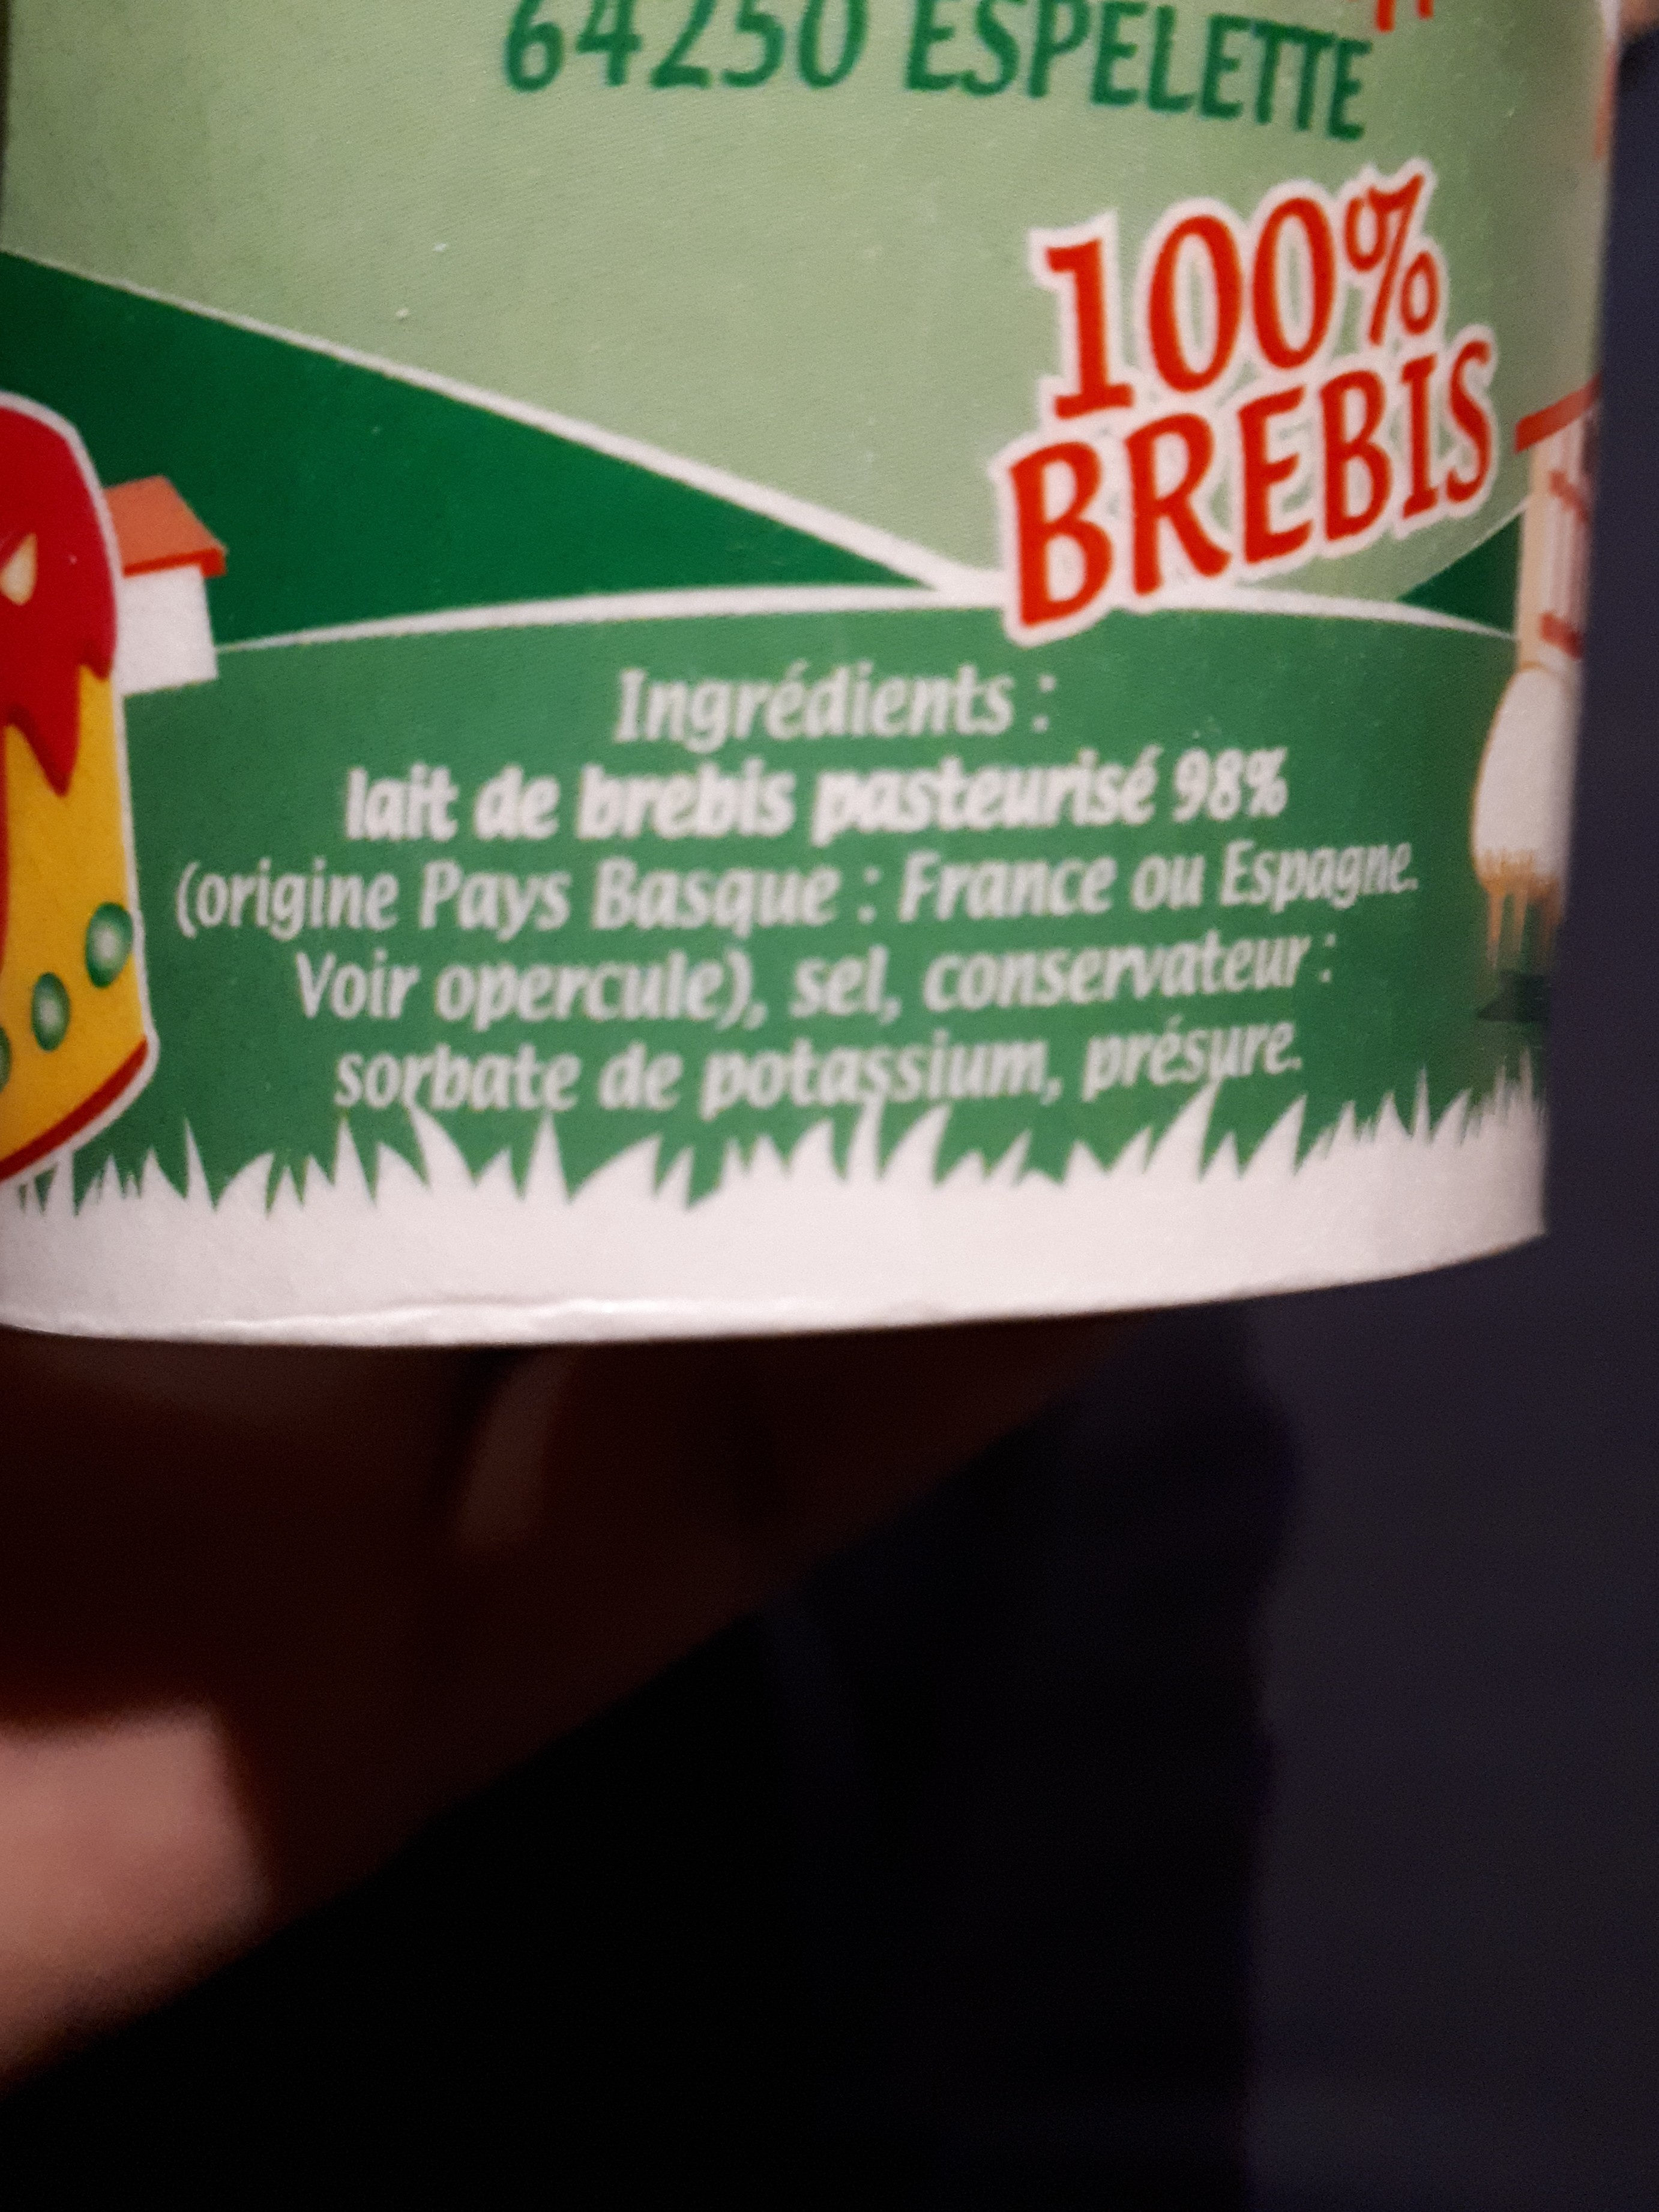 64250 ESPELETTE
100%
BREBIS
Ingrédients :
lait de brebis pasteurisé 98%
(origine Pays Basque : France ou Espagne.
Voir opercule), sel, conservateur :
sorbate de potassium, présure.